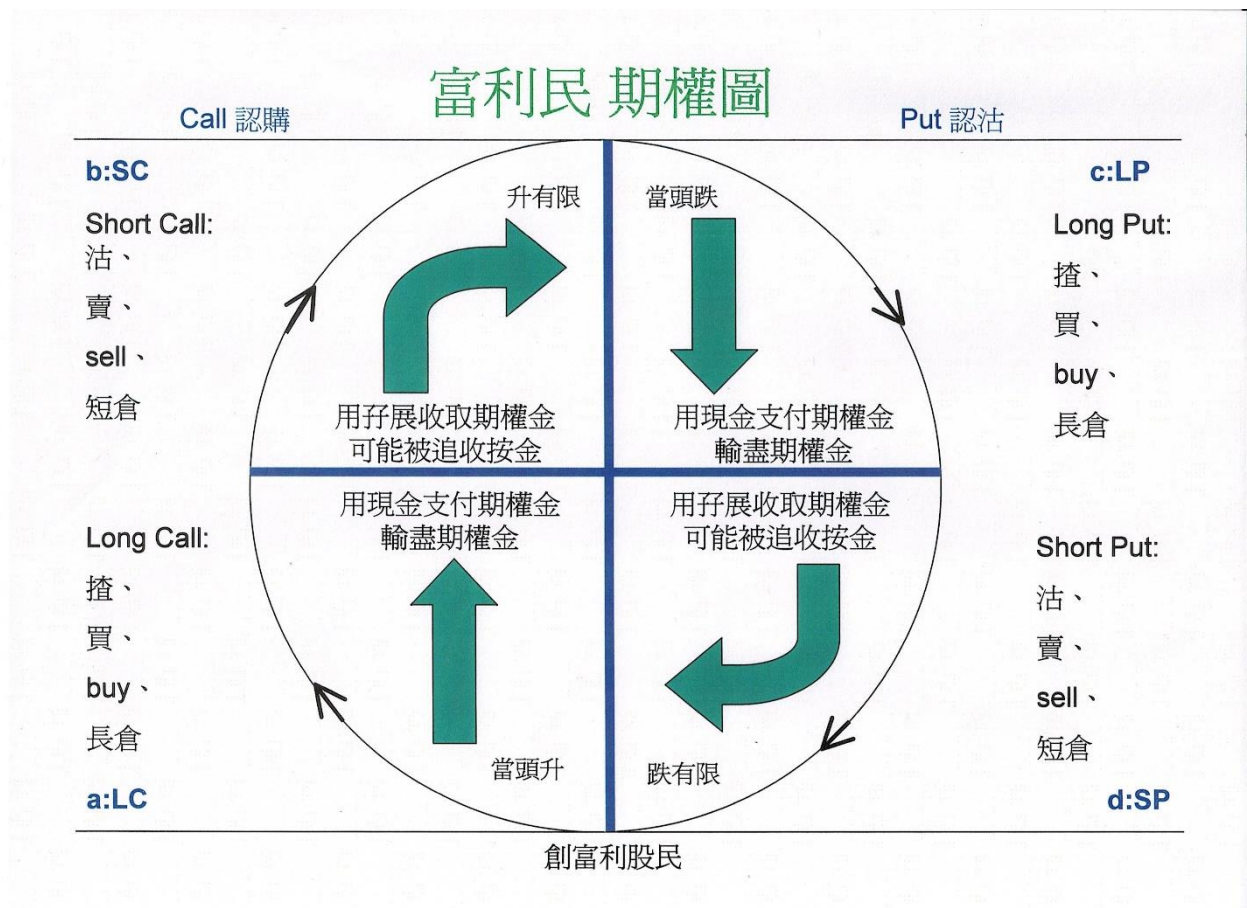 富利民 期權圖
Call 認購
Put 認沽
b:SC
Short Call:
沽、
賣、
sell、
短倉
升有限
用孖展收取期權金
可能被追收按金
當頭跌
用現金支付期權金
輸盡期權金
c:LP
Long Put:
揸、
買、
buy、
長倉
Long Call:
揸、
買、
buy、
長倉
a:LC
用現金支付期權金
輸盡期權金
當頭升
用孖展收取期權金
可能被追收按金
跌有限
Short Put:
沽、
賣、
sell、
短倉
d:SP
創富利股民